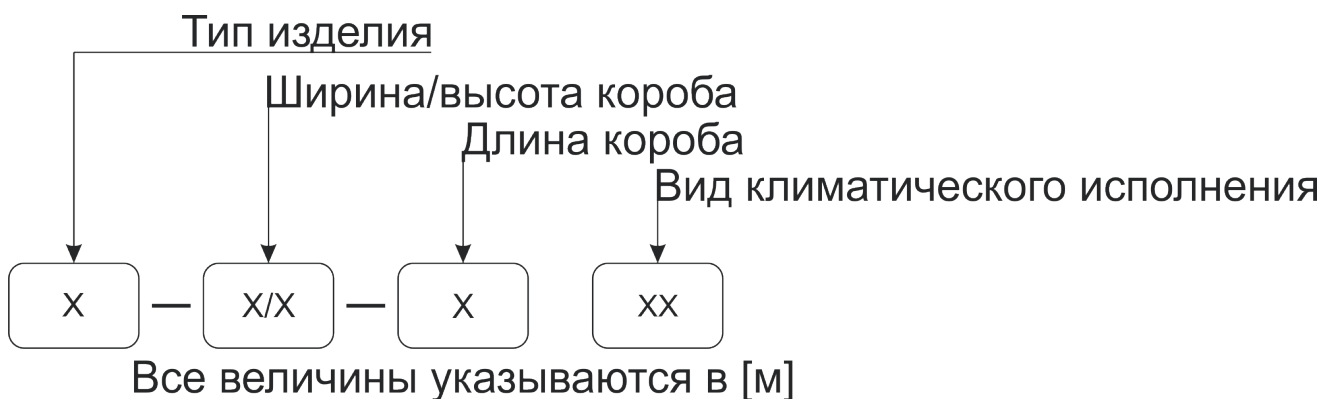 Тип изделия
Ширина/высота короба
Длина короба
Вид климатического исполнения
X — X/X — X XX
Все величины указываются в [м]